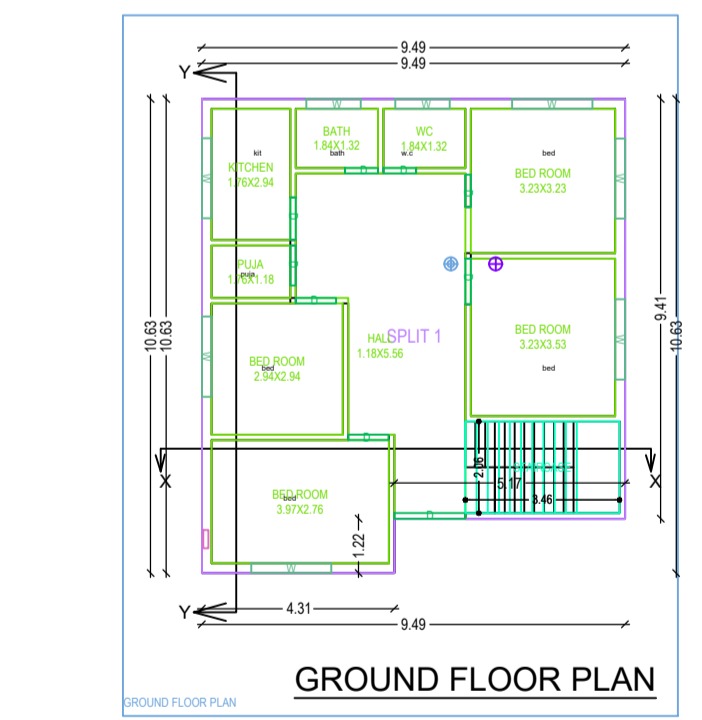 9.49
9.49
Y
W
W
W
BATH
1.84X1.32
bath
WC
1.84X1.32
w.c
kit
KITCHEN
1.76X2.94
W
D
D
bed
BED ROOM
3.23X3.23
W
D
D
PUJA
1.76X1.18
puja
D
D
D
10.63
10.63
9.41
10.63
HALL
1.18X5.56
SPLIT 1
BED ROOM
3.23X3.53
bed
W
W
BED ROOM
2.94X2.94
bed
D
X
X
2.06
5.17
3.46
BED ROOM
3.97X2.76
bed
D
1.22
W
Y
4.31
9.49
GROUND FLOOR PLAN
GROUND FLOOR PLAN